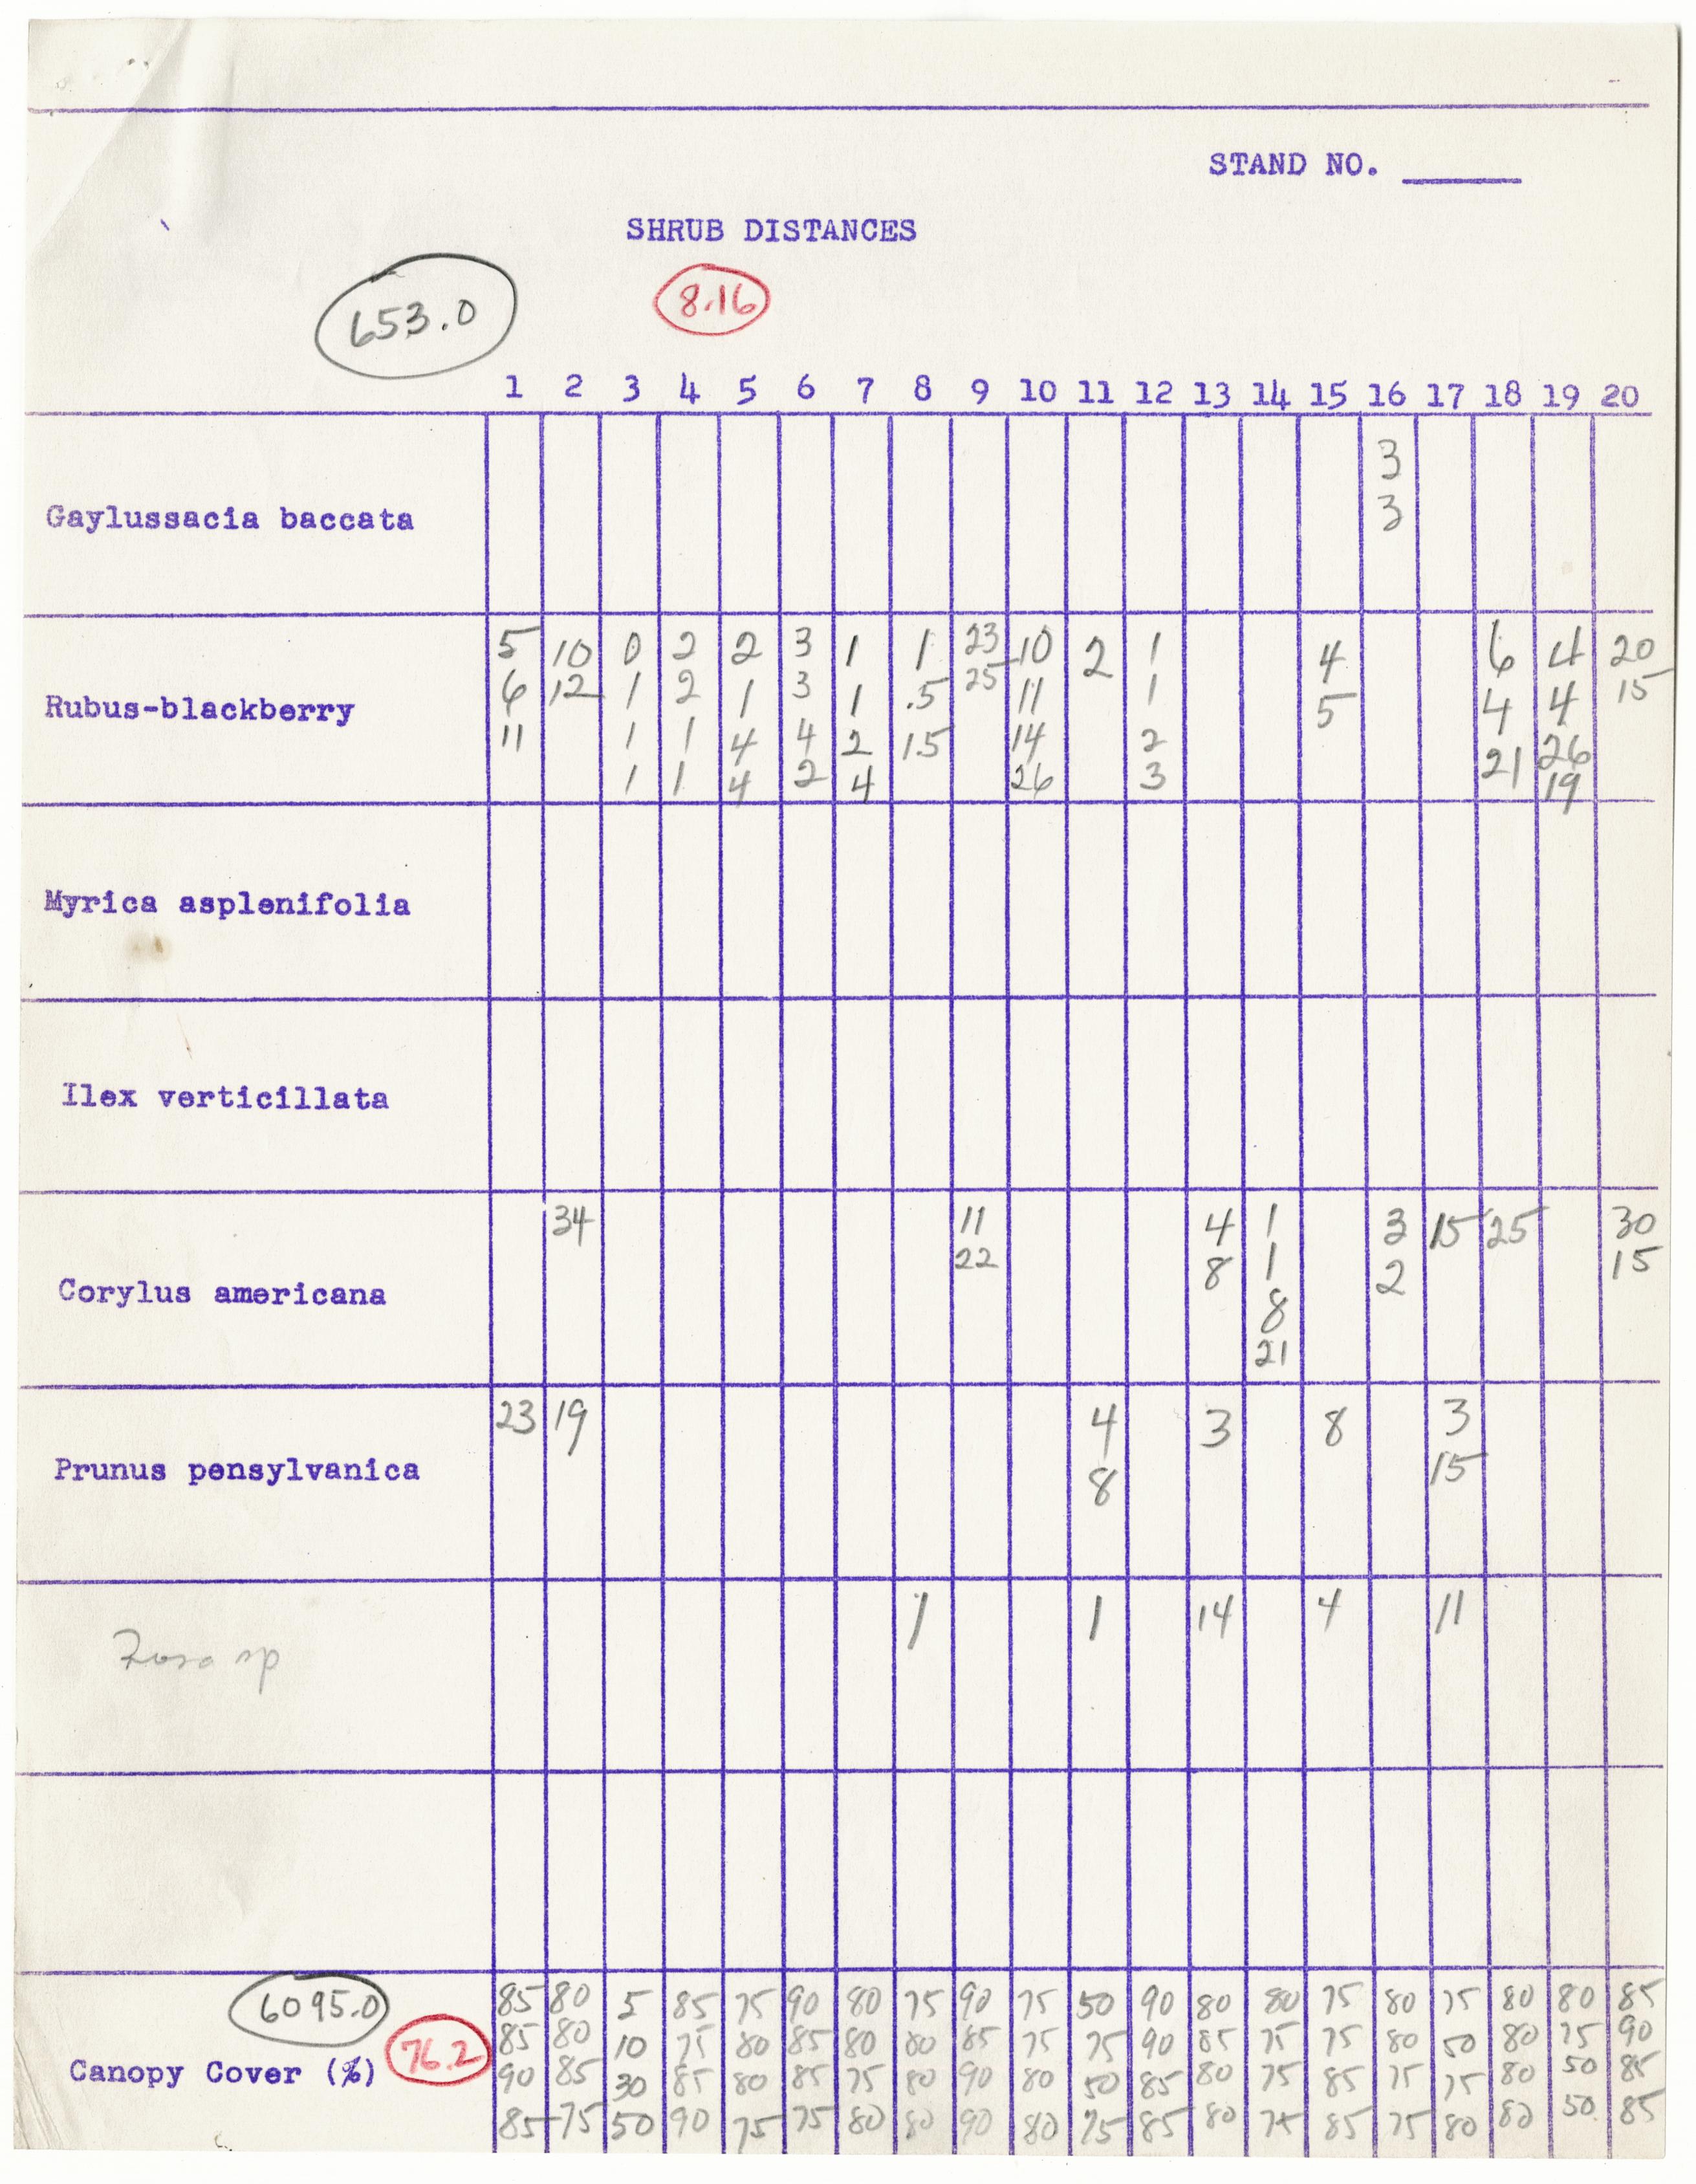 STAND NO.
SHRUB DISTANCES
653.0 8.16
1 2 3 4 5 6 7 8 9 10 11 12 13 14 15 16 17 18 19 20
3
3
Gaylussacia baccata
5 10 0 2 2 3 1 1 23 10 2 1 4 6 4 20
6 12 1 2 1 3 1 .5 25 11 1 5 4 4 15
Rubus-blackberry
11 1 1 4 4 2 1.5 14 2 21 26
1 1 4 2 4 26 3 19
Myrica asplenifolia
Ilex verticillata
34 11 4 1 3 15 25 30
22 8 1 2 15
Corylus americana
8
21
23 19 4 3 8 3
Prunus pensylvanica
8 15
1 1 14 4 11
Rosa sp
6095.0
85 80 5 85 75 90 80 75 90 75 50 90 80 80 75 80 75 80 80 85
85 80 10 75 80 85 80 80 85 75 75 90 85 75 75 80 50 80 75 90
Canopy Cover (%) 76.2
90 85 30 85 80 85 75 80 90 80 50 85 80 75 85 75 75 80 50 85
85 75 50 90 75 75 80 80 90 80 75 85 80 75 85 75 80 80 50 85